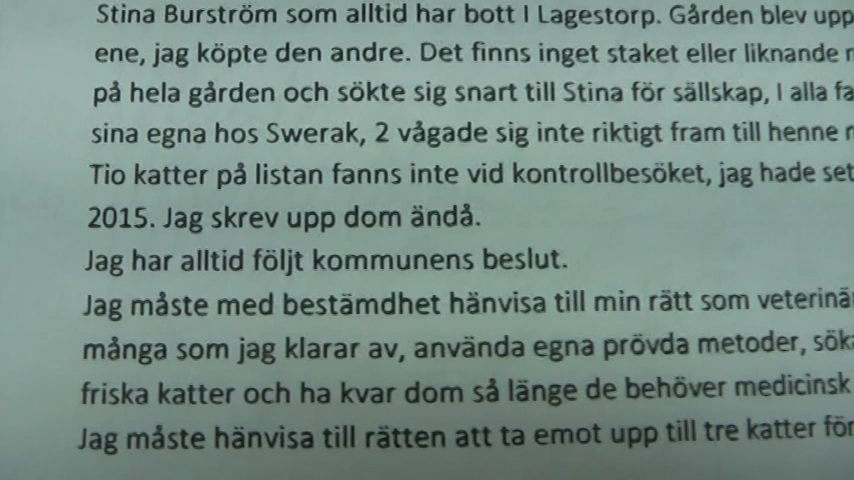 Stina Burström som alltid har bott I Lagestorp. Gården blev upp
ene, jag köpte den andre. Det finns inget staket eller liknande
på hela gården och sökte sig snart till Stina för sällskap, I alla fa
sina egna hos Swerak, 2 vågade sig inte riktigt fram till henne
Tio katter på listan fanns inte vid kontrollbesöket, jag hade set
2015. Jag skrev upp dom ändå.
Jag har alltid följt kommunens beslut.
Jag måste med bestämdhet hänvisa till min rätt som veterinär
många som jag klarar av, använda egna prövda metoder, söka
friska katter och ha kvar dom så länge de behöver medicinsk
Jag måste hänvisa till rätten att ta emot upp till tre katter för